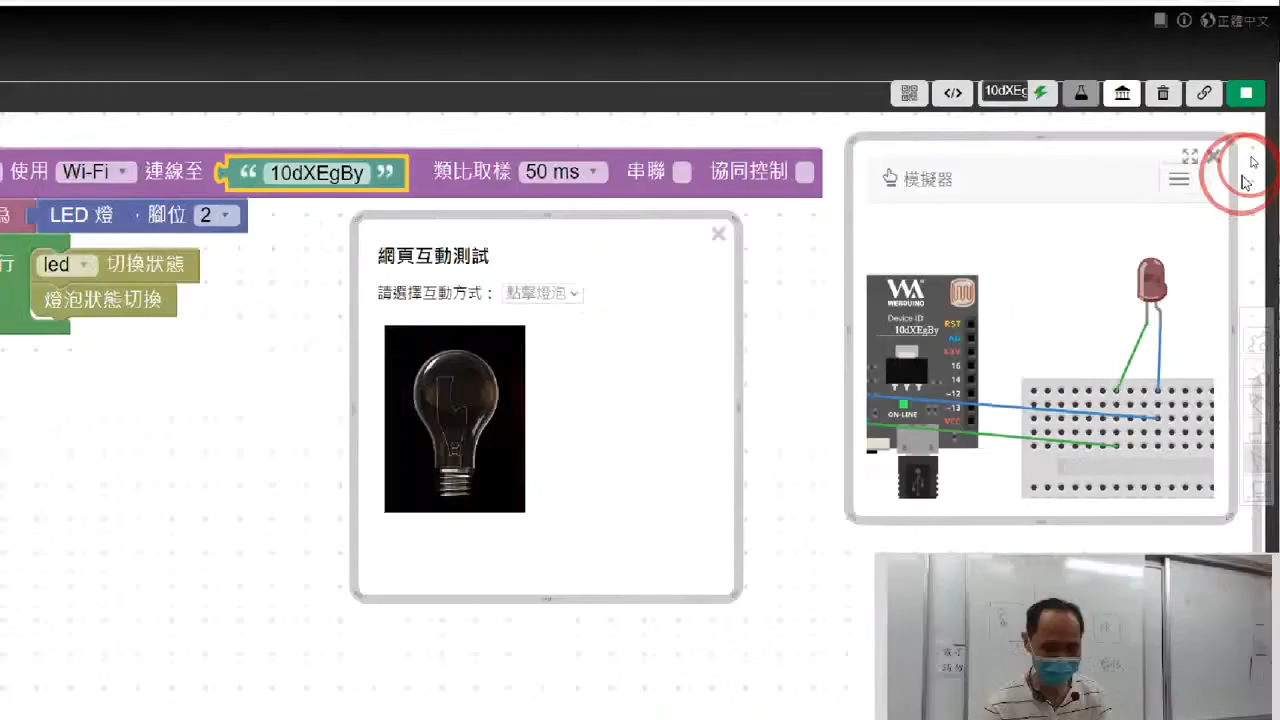 正體中文
10dXEg
使用 Wi-Fi 連線至 “ 10dXEgBy ” 類比取樣 50 ms 串聯 協同控制
為 LED 燈 ，腳位 2
行 led 切換狀態
燈泡狀態切換
網頁互動測試
請選擇互動方式： 點擊燈泡
模擬器
WEBDUINO
Device ID
10dXEgBy
RST
AD
3.3V
16
14
~12
~13
VCC
ON-LINE